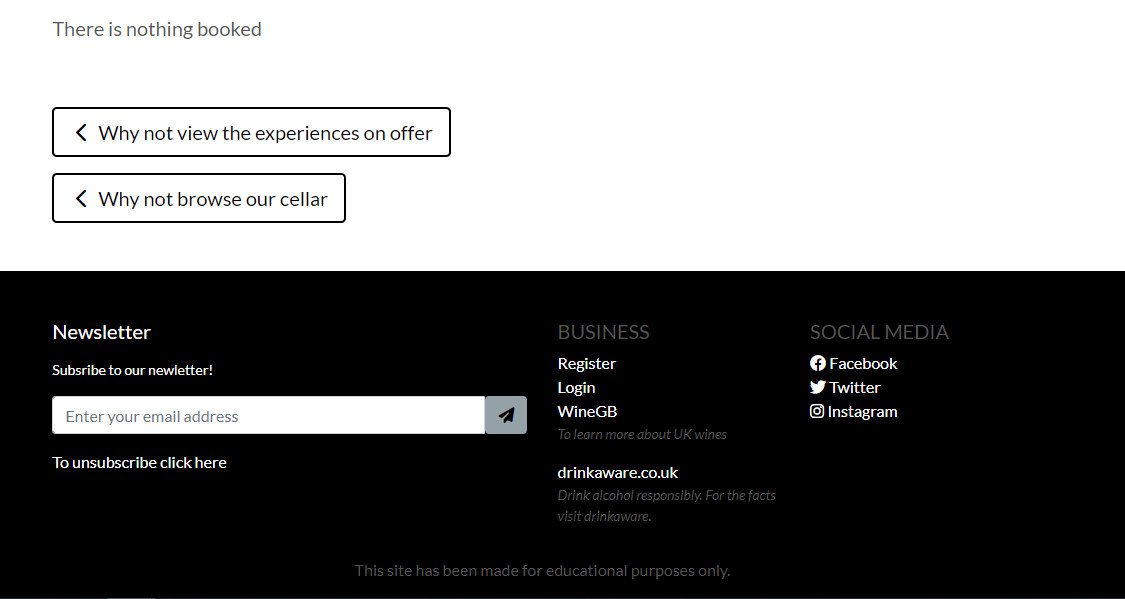 There is nothing booked
Why not view the experiences on offer
Why not browse our cellar
Newsletter
Subsribe to our newletter!
Enter your email address
To unsubscribe click here
BUSINESS
Register
Login
WineGB
To learn more about UK wines
drinkaware.co.uk
Drink alcohol responsibly. For the facts
visit drinkaware.
SOCIAL MEDIA
Facebook
Twitter
Instagram
This site has been made for educational purposes only.